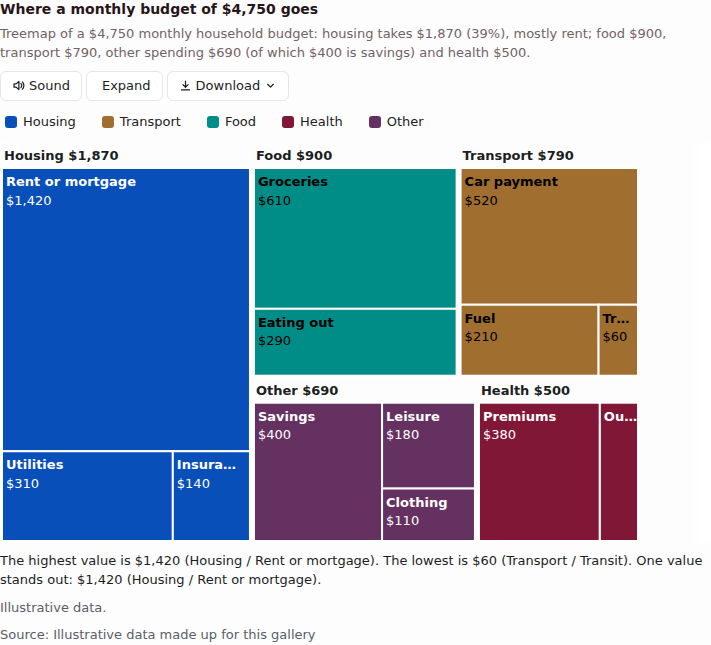 Where a monthly budget of $4,750 goes
Treemap of a $4,750 monthly household budget: housing takes $1,870 (39%), mostly rent; food $900,
transport $790, other spending $690 (of which $400 is savings) and health $500.
Sound Expand Download
Housing Transport Food Health Other
Housing $1,870 Food $900 Transport $790
Rent or mortgage
$1,420
Groceries
$610
Car payment
$520
Eating out
$290
Fuel
$210
Tr…
$60
Other $690 Health $500
Savings
$400
Leisure
$180
Premiums
$380
Ou…
Utilities
$310
Insura…
$140
Clothing
$110
The highest value is $1,420 (Housing / Rent or mortgage). The lowest is $60 (Transport / Transit). One value
stands out: $1,420 (Housing / Rent or mortgage).
Illustrative data.
Source: Illustrative data made up for this gallery